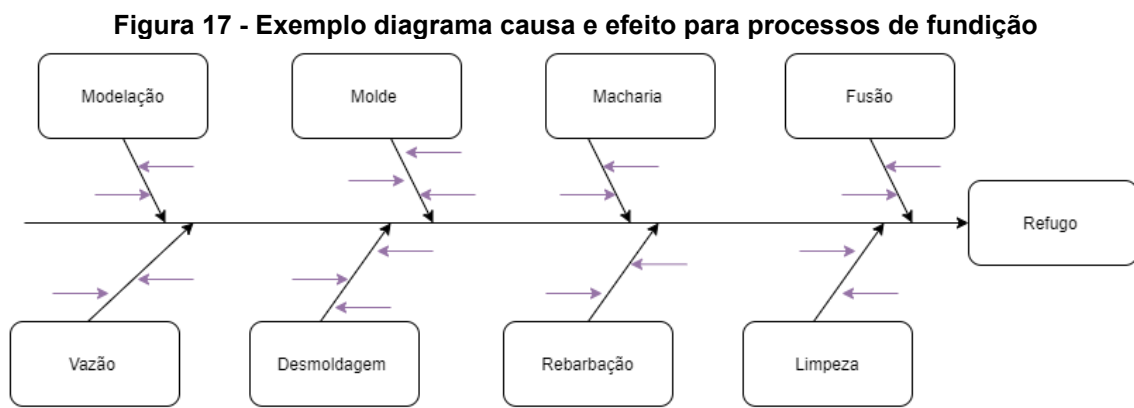 Figura 17 - Exemplo diagrama causa e efeito para processos de fundição
Modelação
Molde
Macharia
Fusão
Refugo
Vazão
Desmoldagem
Rebarbação
Limpeza